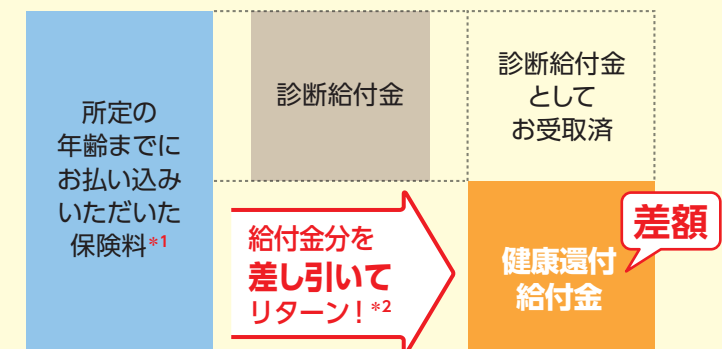 所定の
年齢までに
お払い込み
いただいた
保険料*1
診断給付金
診断給付金
として
お受取済
給付金分を
差し引いて
リターン！*2
差額
健康還付
給付金